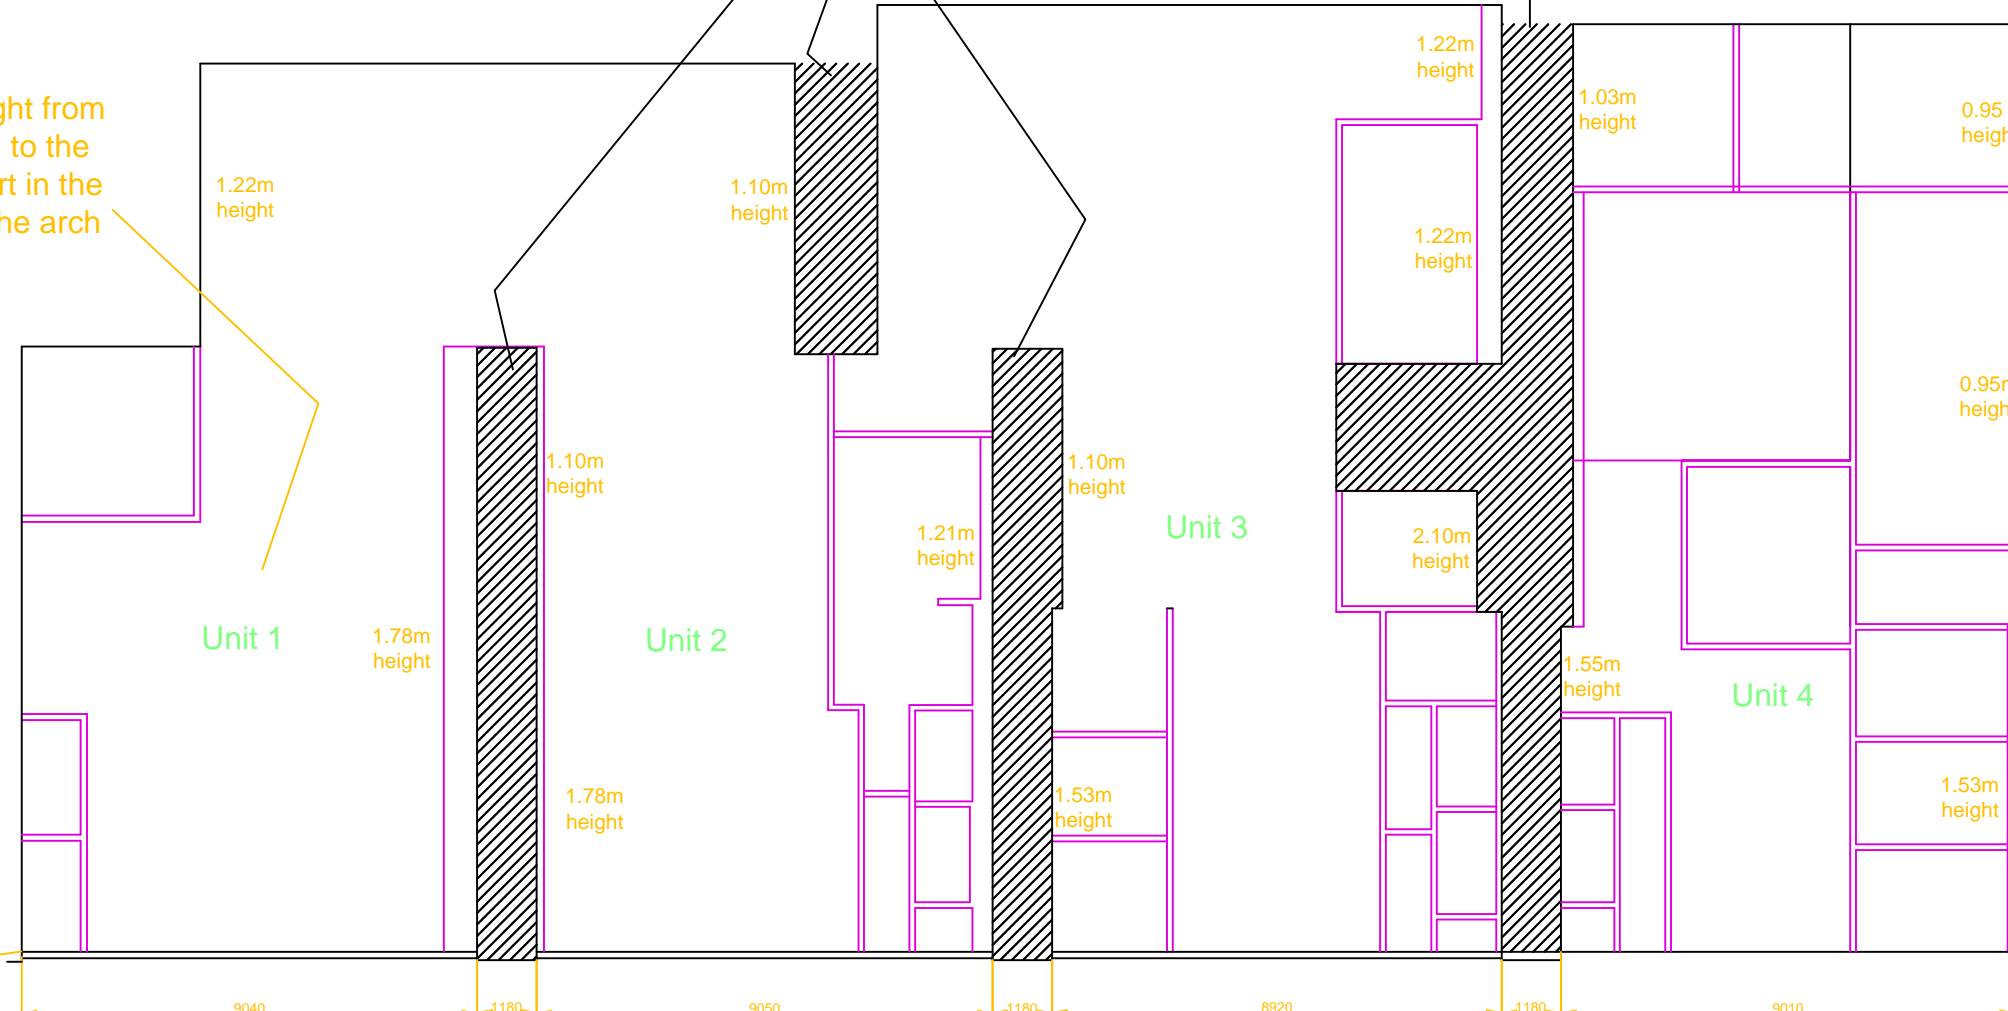 ght from
to the
rt in the
he arch
1.22m
height
1.10m
height
1.22m
height
1.03m
height
0.95
heigh
1.22m
height
0.95m
heigh
1.10m
height
1.10m
height
1.21m
height
2.10m
height
Unit 3
Unit 1
1.78m
height
Unit 2
1.55m
height
Unit 4
1.78m
height
1.53m
height
1.53m
height
9040
1180
9050
1180
8920
1180
9010